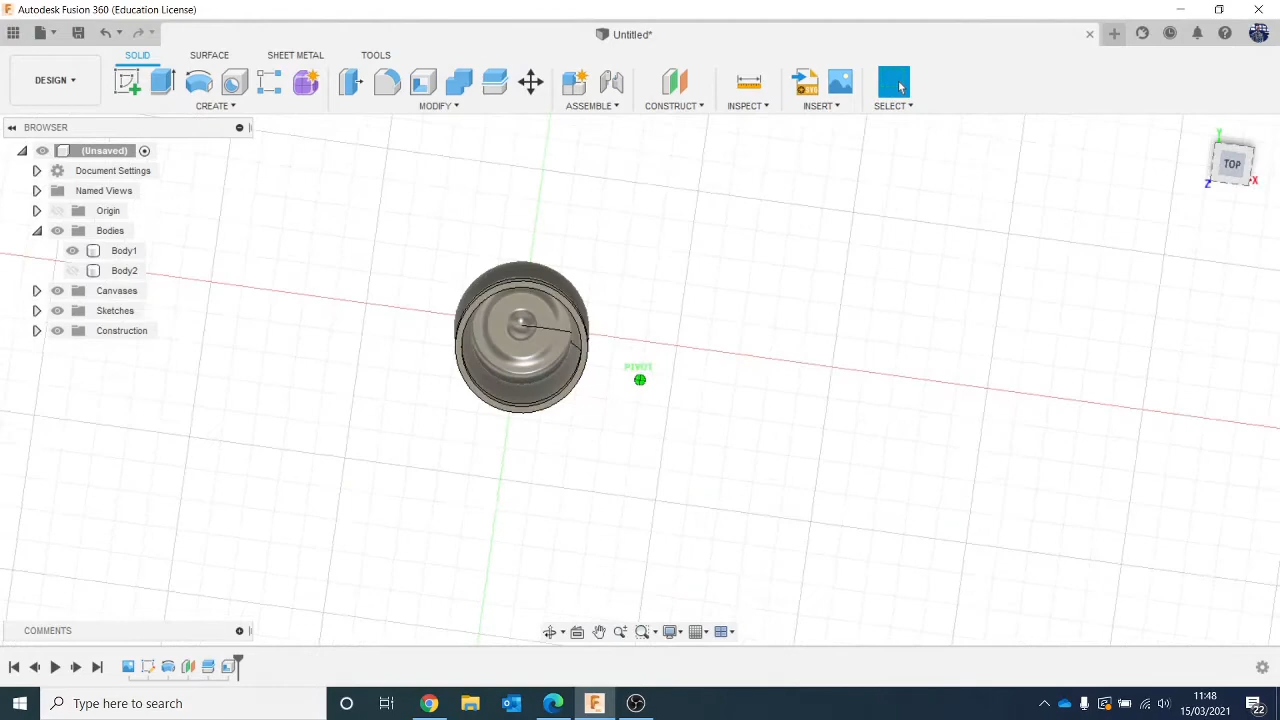 Autodesk Fusion 360 (Education License)
Untitled*
SOLID SURFACE SHEET METAL TOOLS
DESIGN
CREATE MODIFY ASSEMBLE CONSTRUCT INSPECT INSERT SELECT
BROWSER
(Unsaved)
Document Settings
Named Views
Origin
Bodies
Body1
Body2
Canvases
Sketches
Construction
TOP
Y
Z
X
PIVOT
COMMENTS
Type here to search
11:48
15/03/2021
22